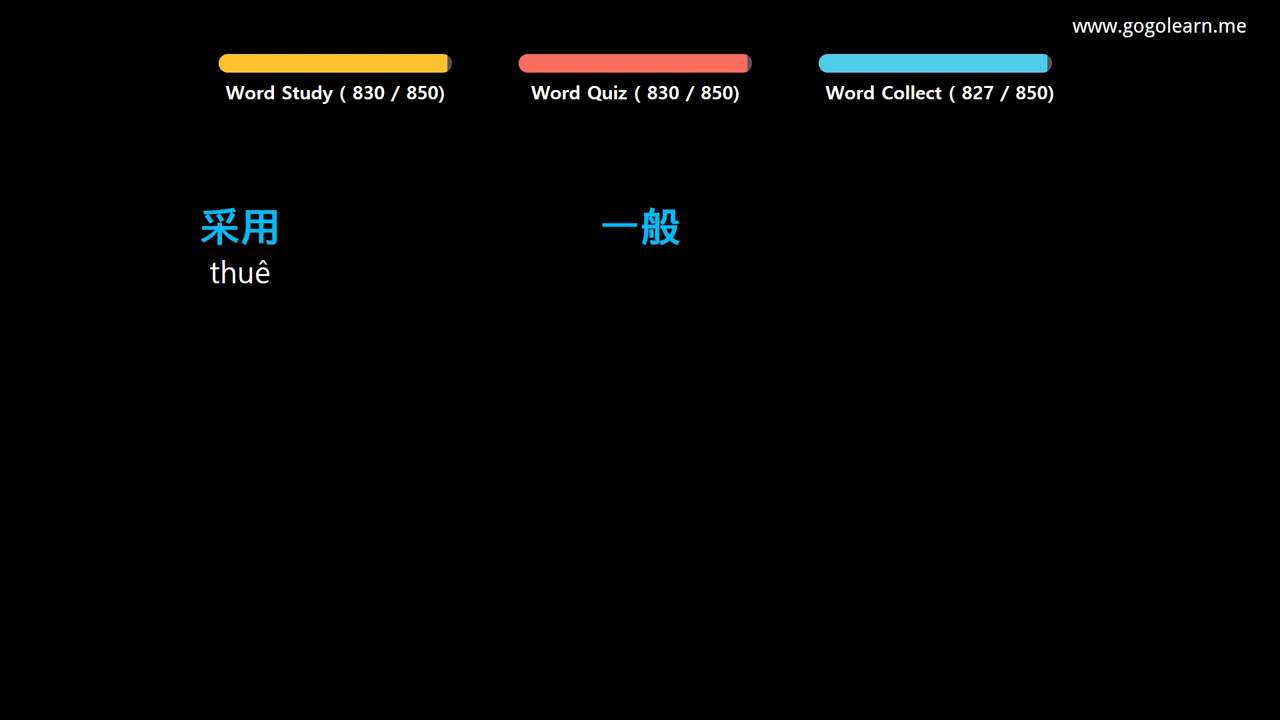 www.gogolearn.me
Word Study ( 830 / 850)
Word Quiz ( 830 / 850)
Word Collect ( 827 / 850)
采用
一般
thuê